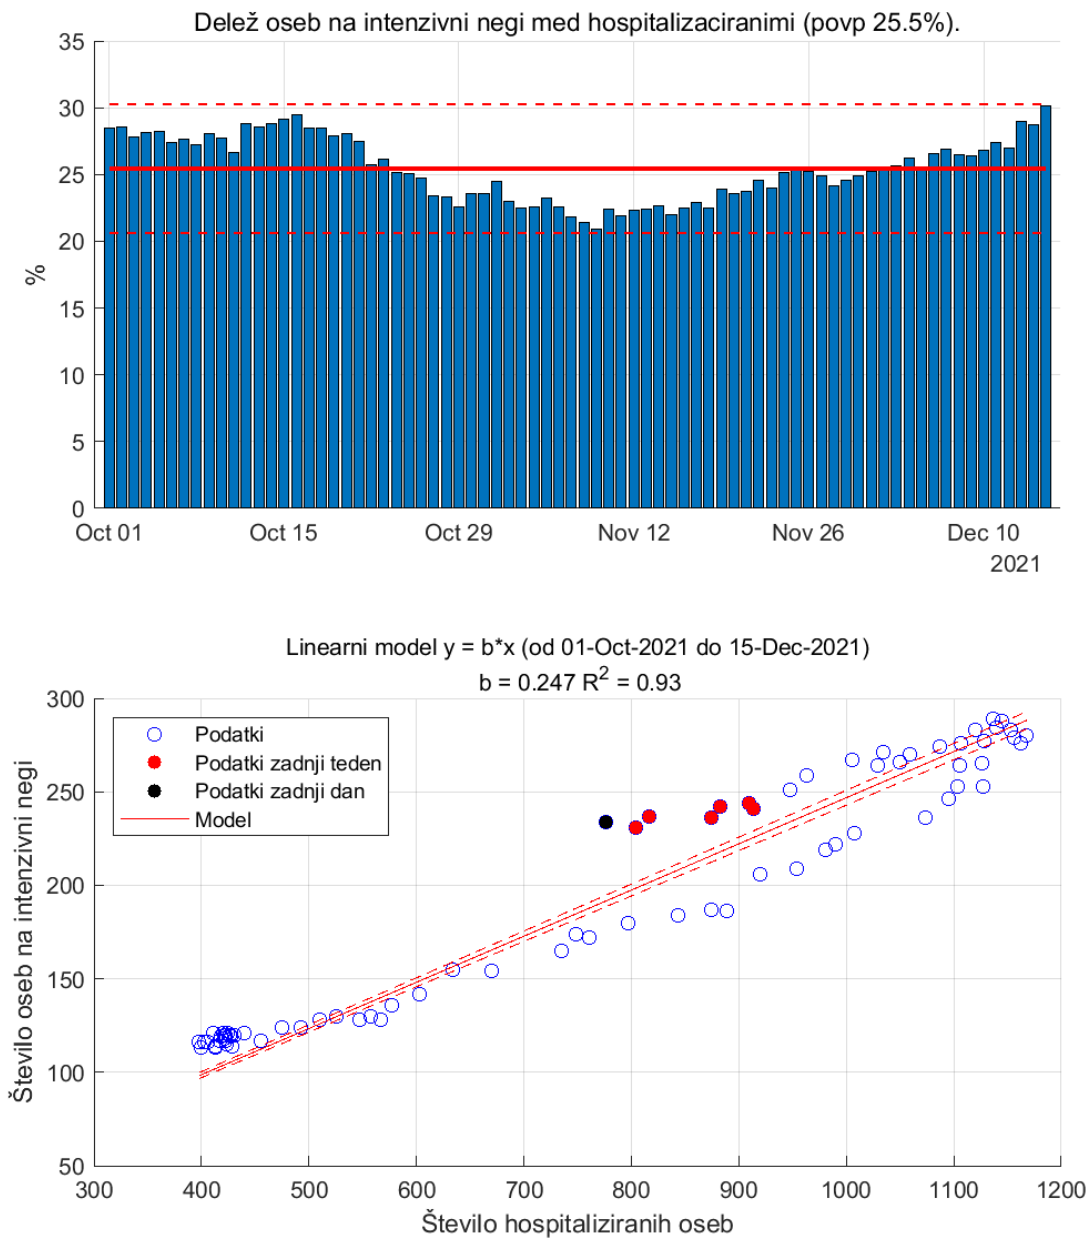 Delež oseb na intenzivni negi med hospitalizaciranimi (povp 25.5%).
35
30
25
20
15
10
5
0
%
Oct 01 Oct 15 Oct 29 Nov 12 Nov 26 Dec 10
2021
Linearni model y = b*x (od 01-Oct-2021 do 15-Dec-2021)
b = 0.247 R² = 0.93
300
250
200
150
100
50
Število oseb na intenzivni negi
Podatki
Podatki zadnji teden
Podatki zadnji dan
Model
300 400 500 600 700 800 900 1000 1100 1200
Število hospitaliziranih oseb